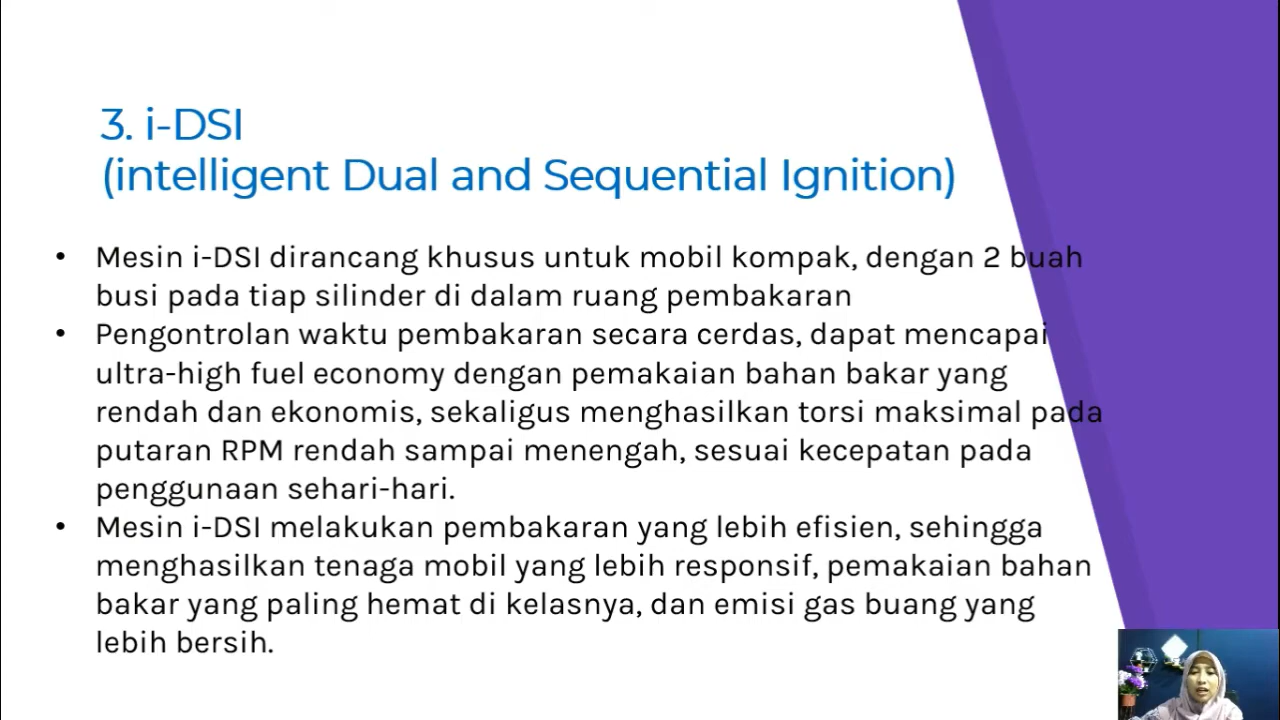 3. i-DSI
(intelligent Dual and Sequential Ignition)
• Mesin i-DSI dirancang khusus untuk mobil kompak, dengan 2 buah
busi pada tiap silinder di dalam ruang pembakaran
• Pengontrolan waktu pembakaran secara cerdas, dapat mencapai
ultra-high fuel economy dengan pemakaian bahan bakar yang
rendah dan ekonomis, sekaligus menghasilkan torsi maksimal pada
putaran RPM rendah sampai menengah, sesuai kecepatan pada
penggunaan sehari-hari.
• Mesin i-DSI melakukan pembakaran yang lebih efisien, sehingga
menghasilkan tenaga mobil yang lebih responsif, pemakaian bahan
bakar yang paling hemat di kelasnya, dan emisi gas buang yang
lebih bersih.